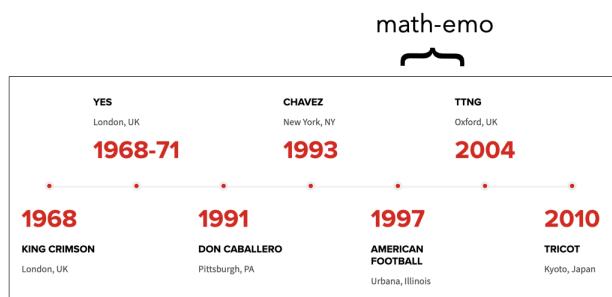 math-emo
YES
London, UK
1968-71
CHAVEZ
New York, NY
1993
TTNG
Oxford, UK
2004
1968
KING CRIMSON
London, UK
1991
DON CABALLERO
Pittsburgh, PA
1997
AMERICAN
FOOTBALL
Urbana, Illinois
2010
TRICOT
Kyoto, Japan